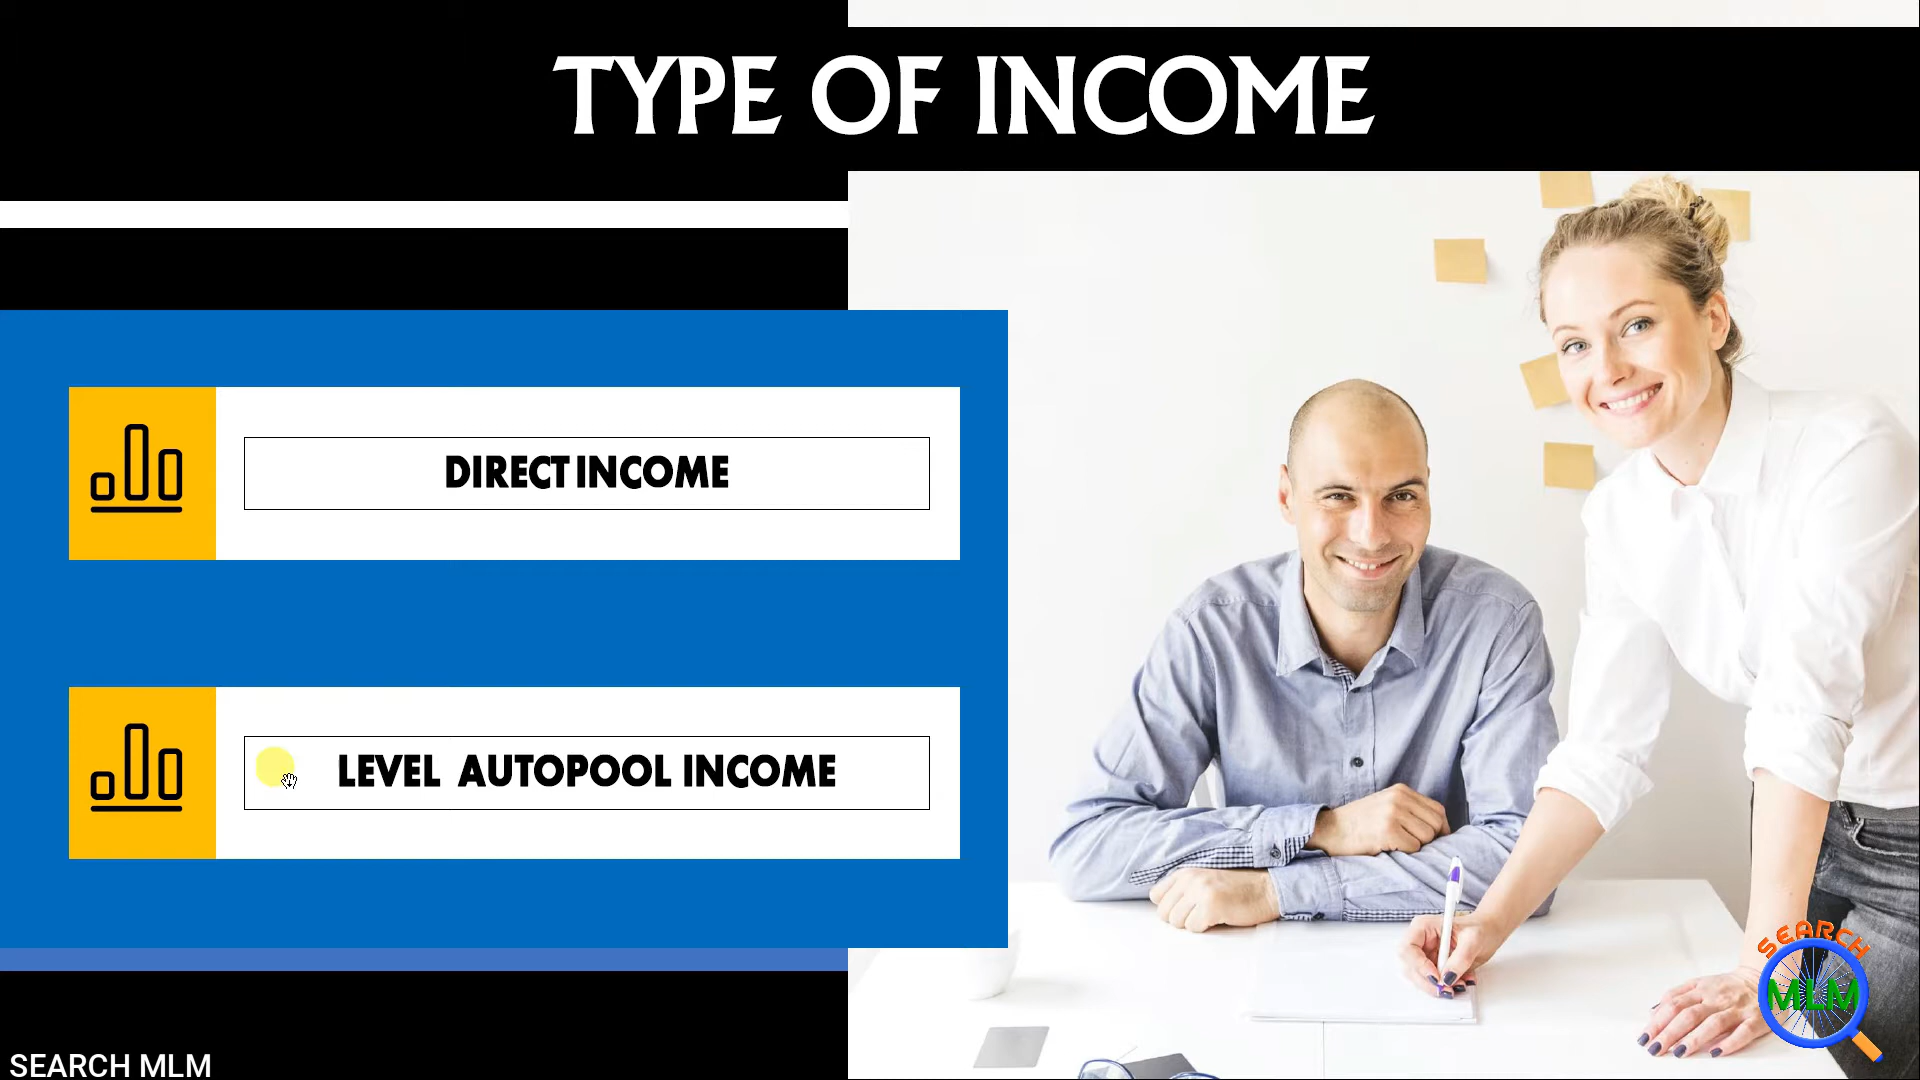 TYPE OF INCOME
DIRECT INCOME
LEVEL AUTOPOOL INCOME
SEARCH
MLM
SEARCH MLM